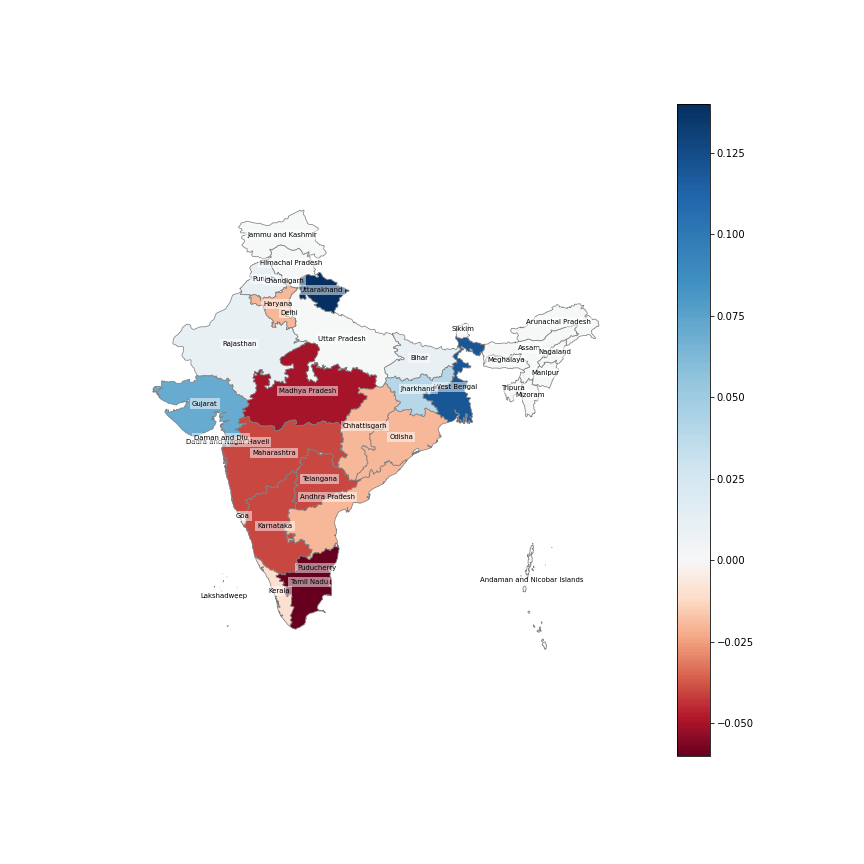 Jammu and Kashmir
Himachal Pradesh
Chandigarh
Uttarakhand
Haryana
Delhi
Arunachal Pradesh
Sikkim
Uttar Pradesh
Rajasthan
Assam
Nagaland
Bihar
Meghalaya
Manipur
Jharkhand
West Bengal
Tripura
Mizoram
Madhya Pradesh
Gujarat
Chhattisgarh
Odisha
Daman and Diu
Dadra and Nagar Haveli
Maharashtra
Telangana
Andhra Pradesh
Goa
Karnataka
Puducherry
Tamil Nadu
Kerala
Lakshadweep
Andaman and Nicobar Islands
0.125
0.100
0.075
0.050
0.025
0.000
−0.025
−0.050